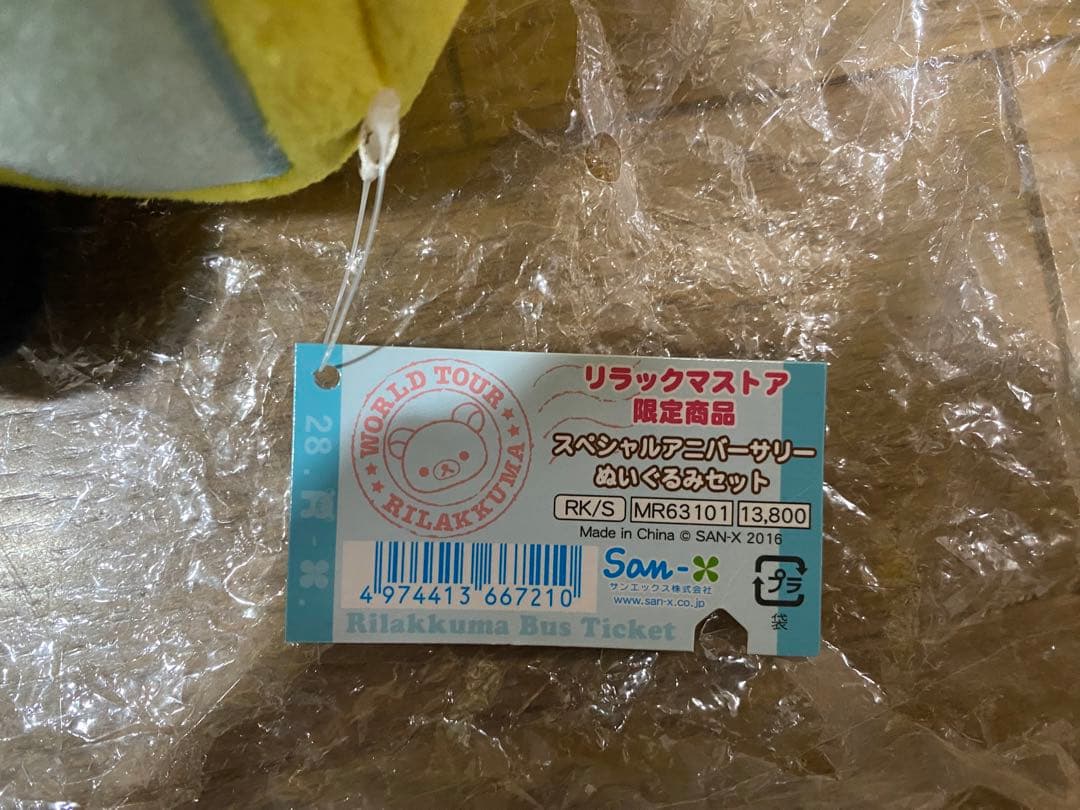 WORLD TOUR
RILAKKUMA
リラックマストア
限定商品
スペシャルアニバーサリー
ぬいぐるみセット
RK/S MR63101 13,800
Made in China © SAN-X 2016
4 974413 667210
San-X
サンエックス株式会社
www.san-x.co.jp
プラ
袋
Rilakkuma Bus Ticket
28.